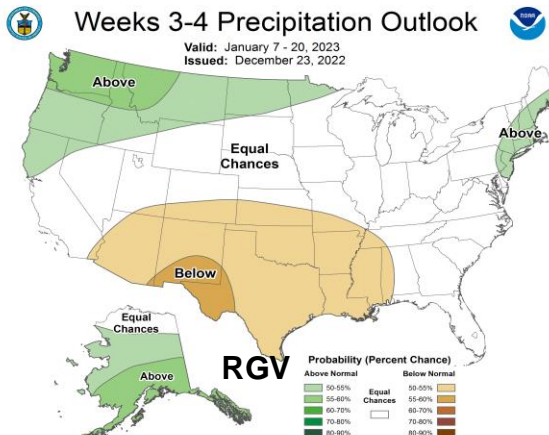 Weeks 3-4 Precipitation Outlook
Valid: January 7 - 20, 2023
Issued: December 23, 2022
Above
Above
Equal
Chances
Below
Equal
Chances
Above
RGV
Probability (Percent Chance)
Above Normal
Below Normal
50-55%
50-55%
55-60%
Equal
Chances
55-60%
60-70%
60-70%
70-80%
70-80%
80-90%
80-90%